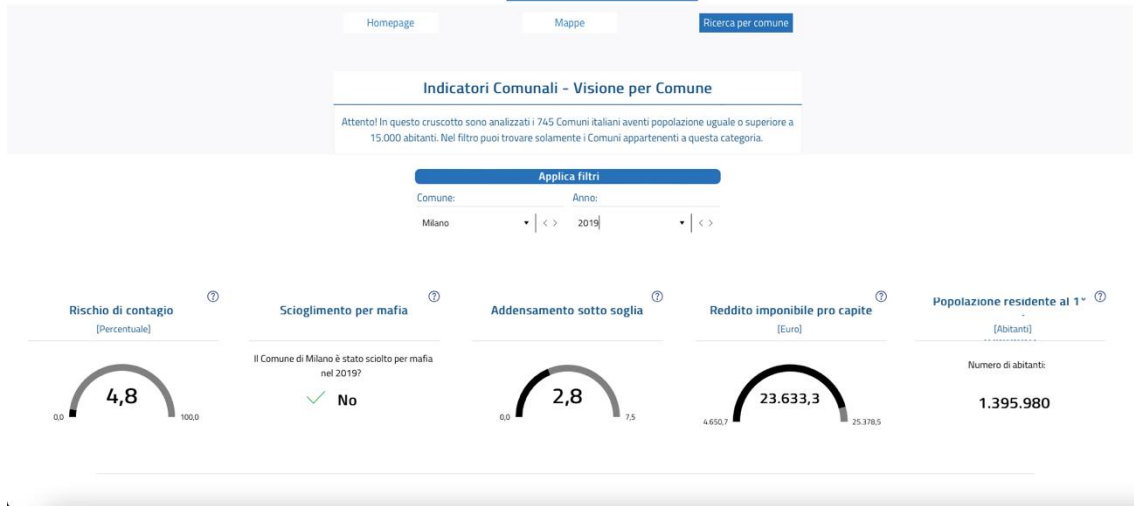 Homepage
Mappe
Ricerca per comune
Indicatori Comunali - Visione per Comune
Attento! In questo cruscotto sono analizzati i 745 Comuni italiani aventi popolazione uguale o superiore a
15.000 abitanti. Nel filtro puoi trovare solamente i Comuni appartenenti a questa categoria.
Applica filtri
Comune:
Anno:
Milano
2019
Rischio di contagio
[Percentuale]
4,8
0,0
100,0
Scioglimento per mafia
Il Comune di Milano è stato sciolto per mafia
nel 2019?
No
Addensamento sotto soglia
2,8
0,0
7,5
Reddito imponibile pro capite
[Euro]
23.633,3
4.650,7
25.378,5
Popolazione residente al 1°
[Abitanti]
Numero di abitanti:
1.395.980